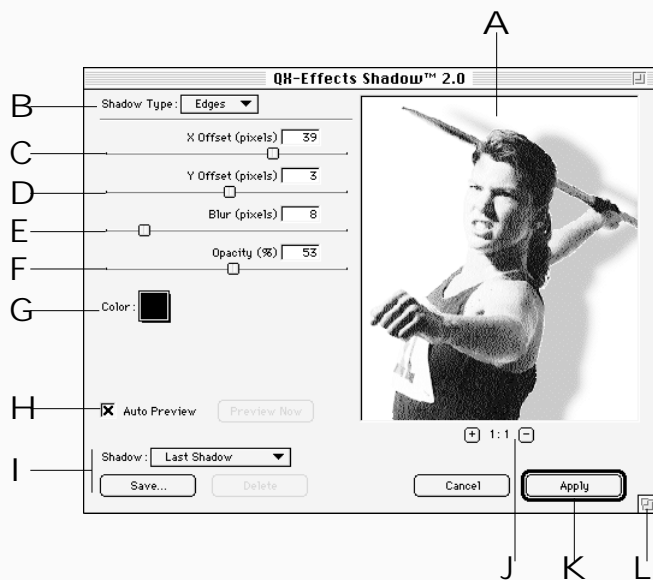 A
QX-Effects Shadow™ 2.0
B
Shadow Type: Edges
C
X Offset (pixels) 39
D
Y Offset (pixels) 3
E
Blur (pixels) 8
F
Opacity (%) 53
G
Color:
H
Auto Preview Preview Now
1:1
I
Shadow: Last Shadow
Save... Delete Cancel Apply
J K L